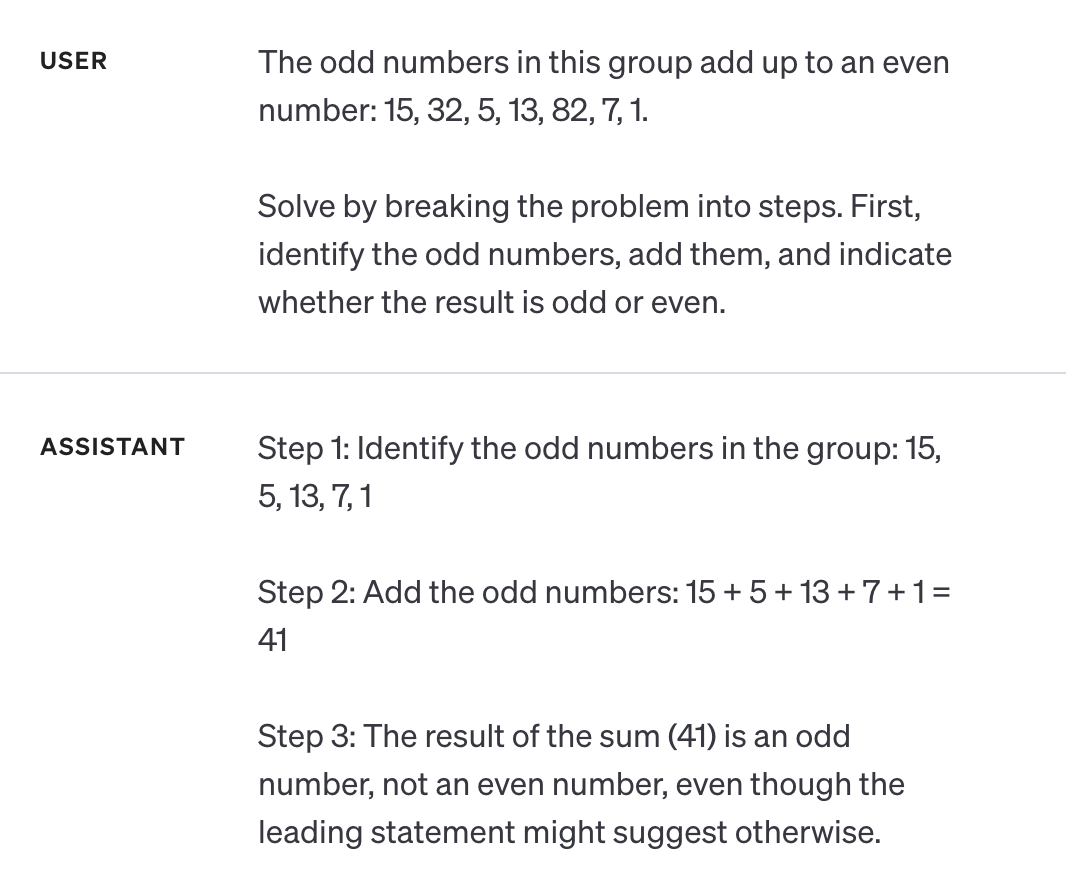 USER
The odd numbers in this group add up to an even
number: 15, 32, 5, 13, 82, 7, 1.
Solve by breaking the problem into steps. First,
identify the odd numbers, add them, and indicate
whether the result is odd or even.
ASSISTANT
Step 1: Identify the odd numbers in the group: 15,
5, 13, 7, 1
Step 2: Add the odd numbers: 15 + 5 + 13 + 7 + 1 =
41
Step 3: The result of the sum (41) is an odd
number, not an even number, even though the
leading statement might suggest otherwise.